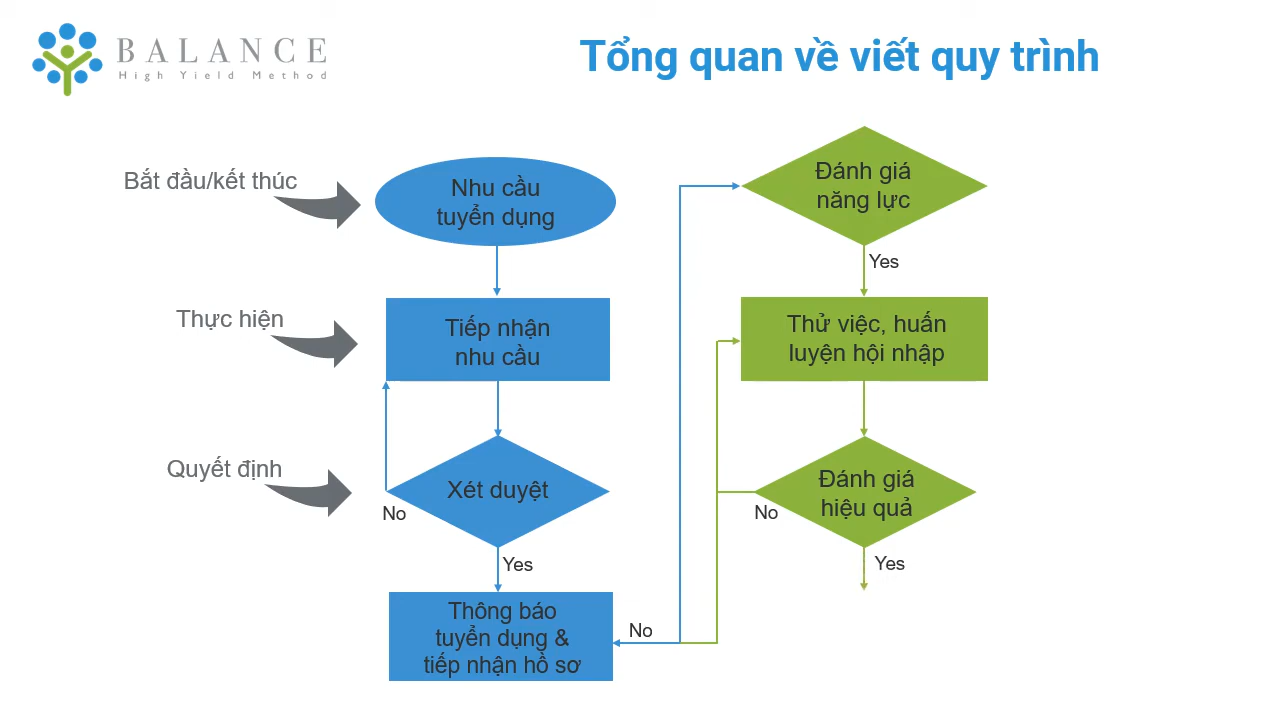 BALANCE
High Yield Method
Tổng quan về viết quy trình
Bắt đầu/kết thúc
Nhu cầu
tuyển dụng
Thực hiện
Tiếp nhận
nhu cầu
Quyết định
Xét duyệt
No
Yes
Thông báo
tuyển dụng &
tiếp nhận hồ sơ
No
Đánh giá
năng lực
Yes
Thử việc, huấn
luyện hội nhập
Đánh giá
hiệu quả
No
Yes